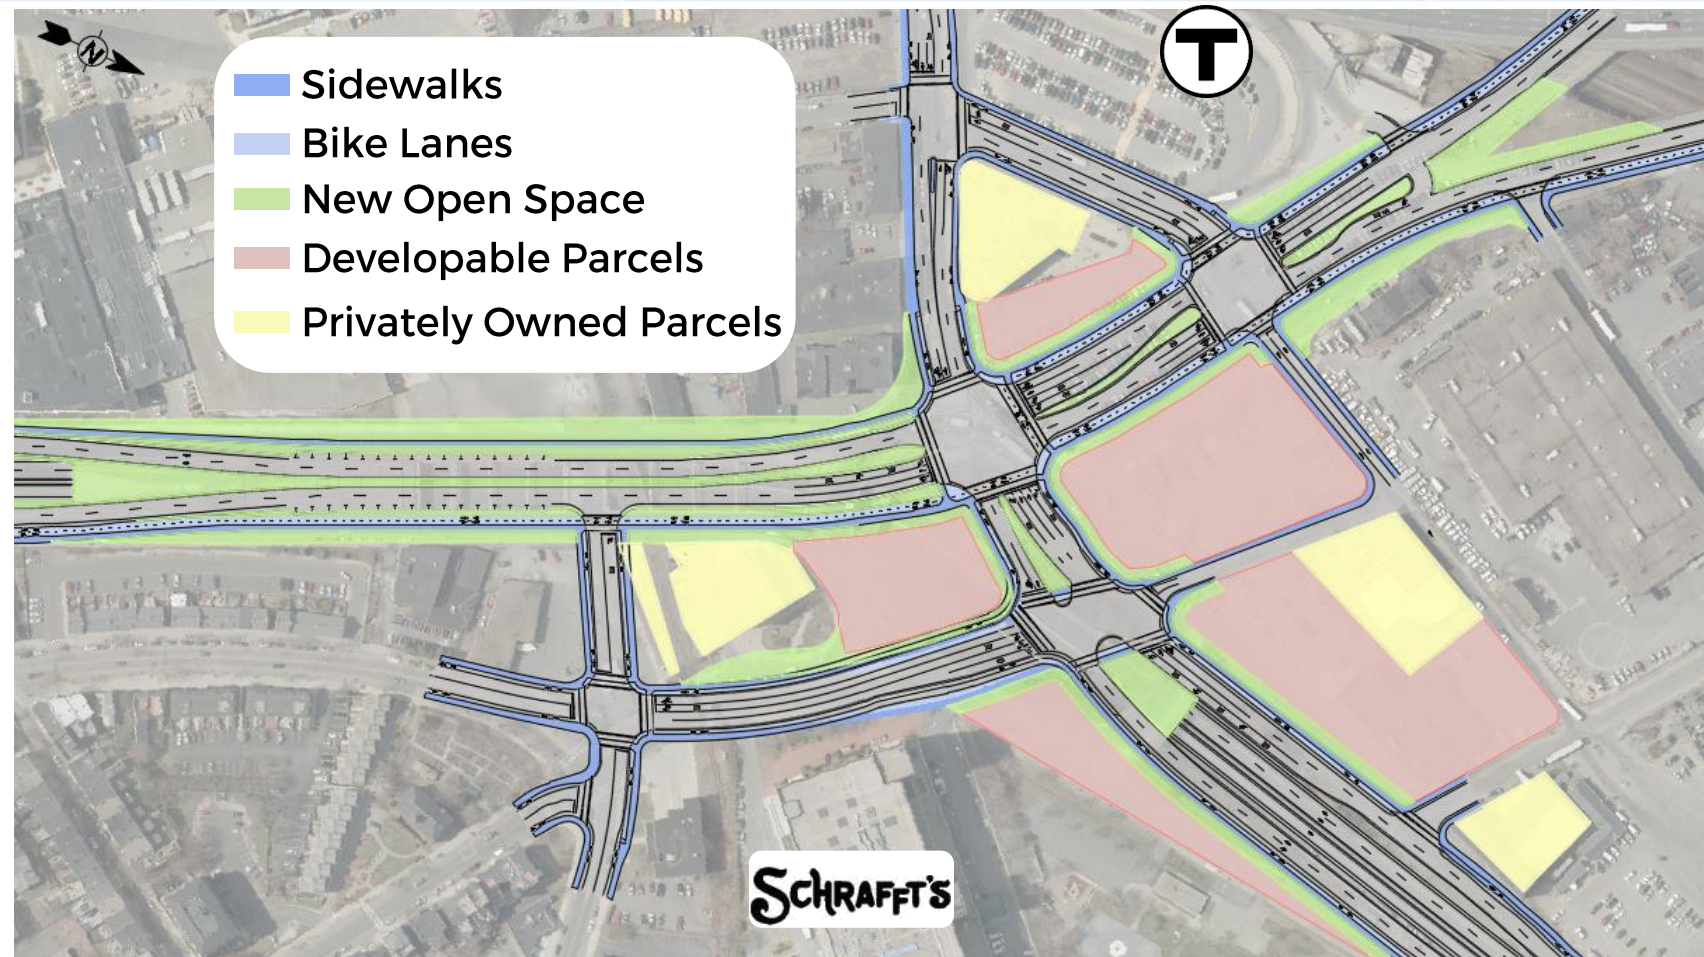 N
T
Sidewalks
Bike Lanes
New Open Space
Developable Parcels
Privately Owned Parcels
SCHRAFFT'S